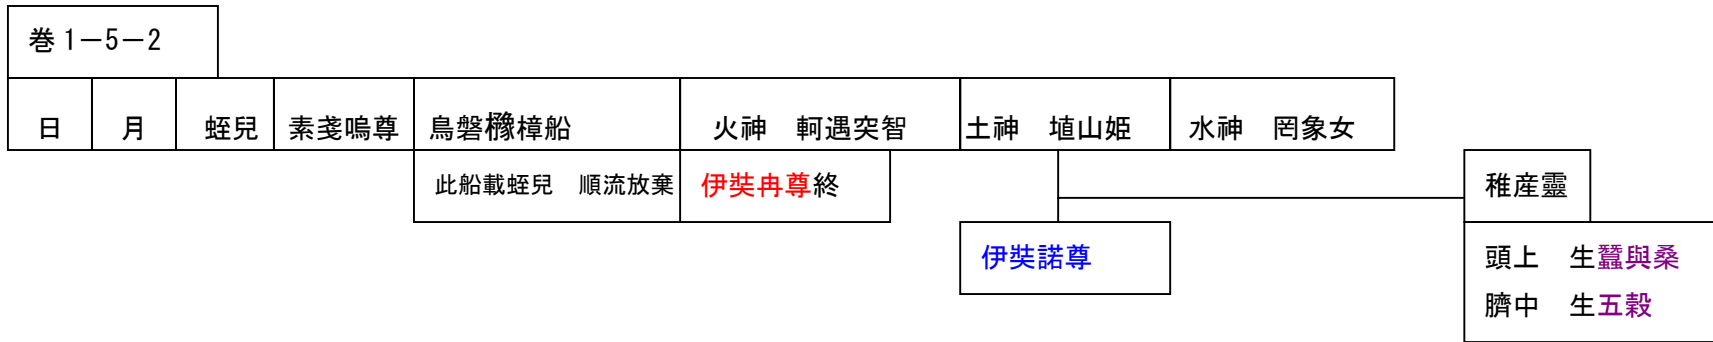 巻1－5－2
日 月 蛭兒 素戔嗚尊 鳥磐櫲樟船 火神　軻遇突智 土神　埴山姫 水神　罔象女
此船載蛭兒　順流放棄 伊奘冉尊終 稚産靈
伊奘諾尊
頭上　生蠶與桑
臍中　生五穀